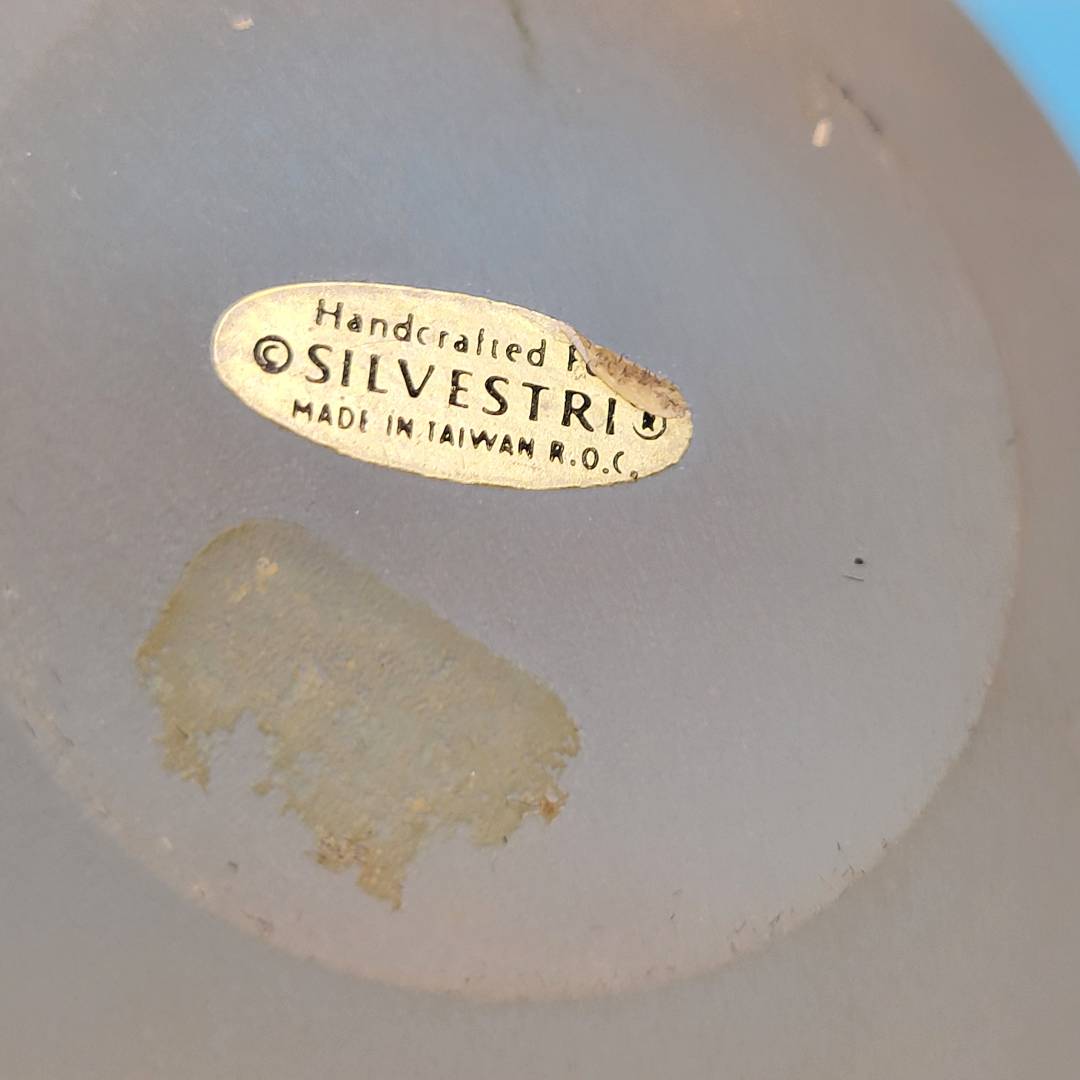 Handcrafted
© SILVESTRI ®
MADE IN TAIWAN R.O.C.